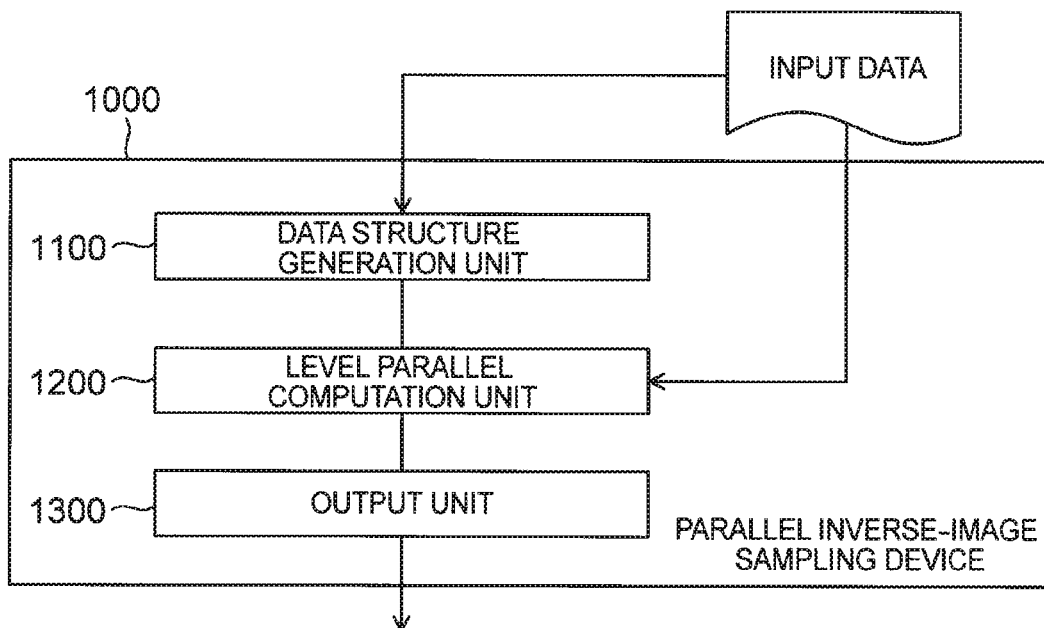 INPUT DATA
1000
1100
DATA STRUCTURE
GENERATION UNIT
1200
LEVEL PARALLEL
COMPUTATION UNIT
1300
OUTPUT UNIT
PARALLEL INVERSE-IMAGE
SAMPLING DEVICE